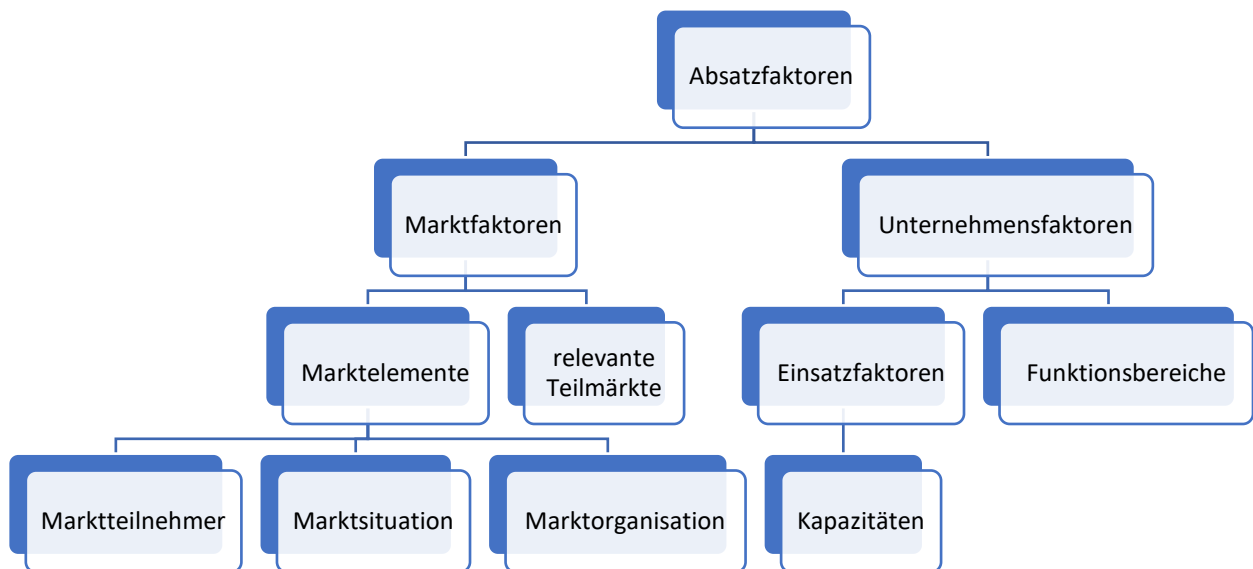 Absatzfaktoren
Marktfaktoren
Unternehmensfaktoren
Marktelemente
relevante
Teilmärkte
Einsatzfaktoren
Funktionsbereiche
Marktteilnehmer
Marktsituation
Marktorganisation
Kapazitäten